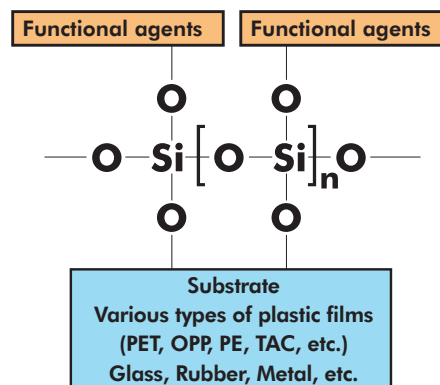 Functional agents Functional agents
O O
O Si [ O Si ]n O
O O
Substrate
Various types of plastic films
(PET, OPP, PE, TAC, etc.)
Glass, Rubber, Metal, etc.